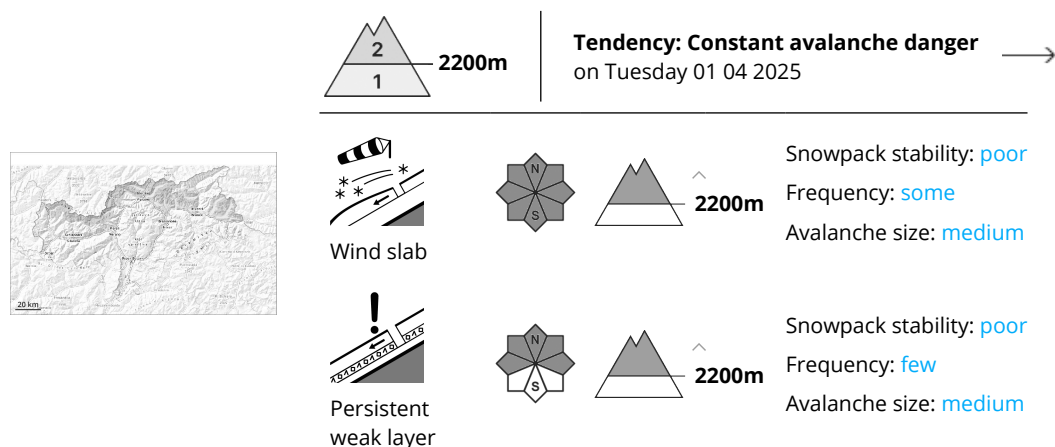 2
1
2200m
Tendency: Constant avalanche danger
on Tuesday 01 04 2025
20 km
N
S
2200m
Snowpack stability: poor
Frequency: some
Avalanche size: medium
Wind slab
N
S
2200m
Snowpack stability: poor
Frequency: few
Avalanche size: medium
Persistent
weak layer